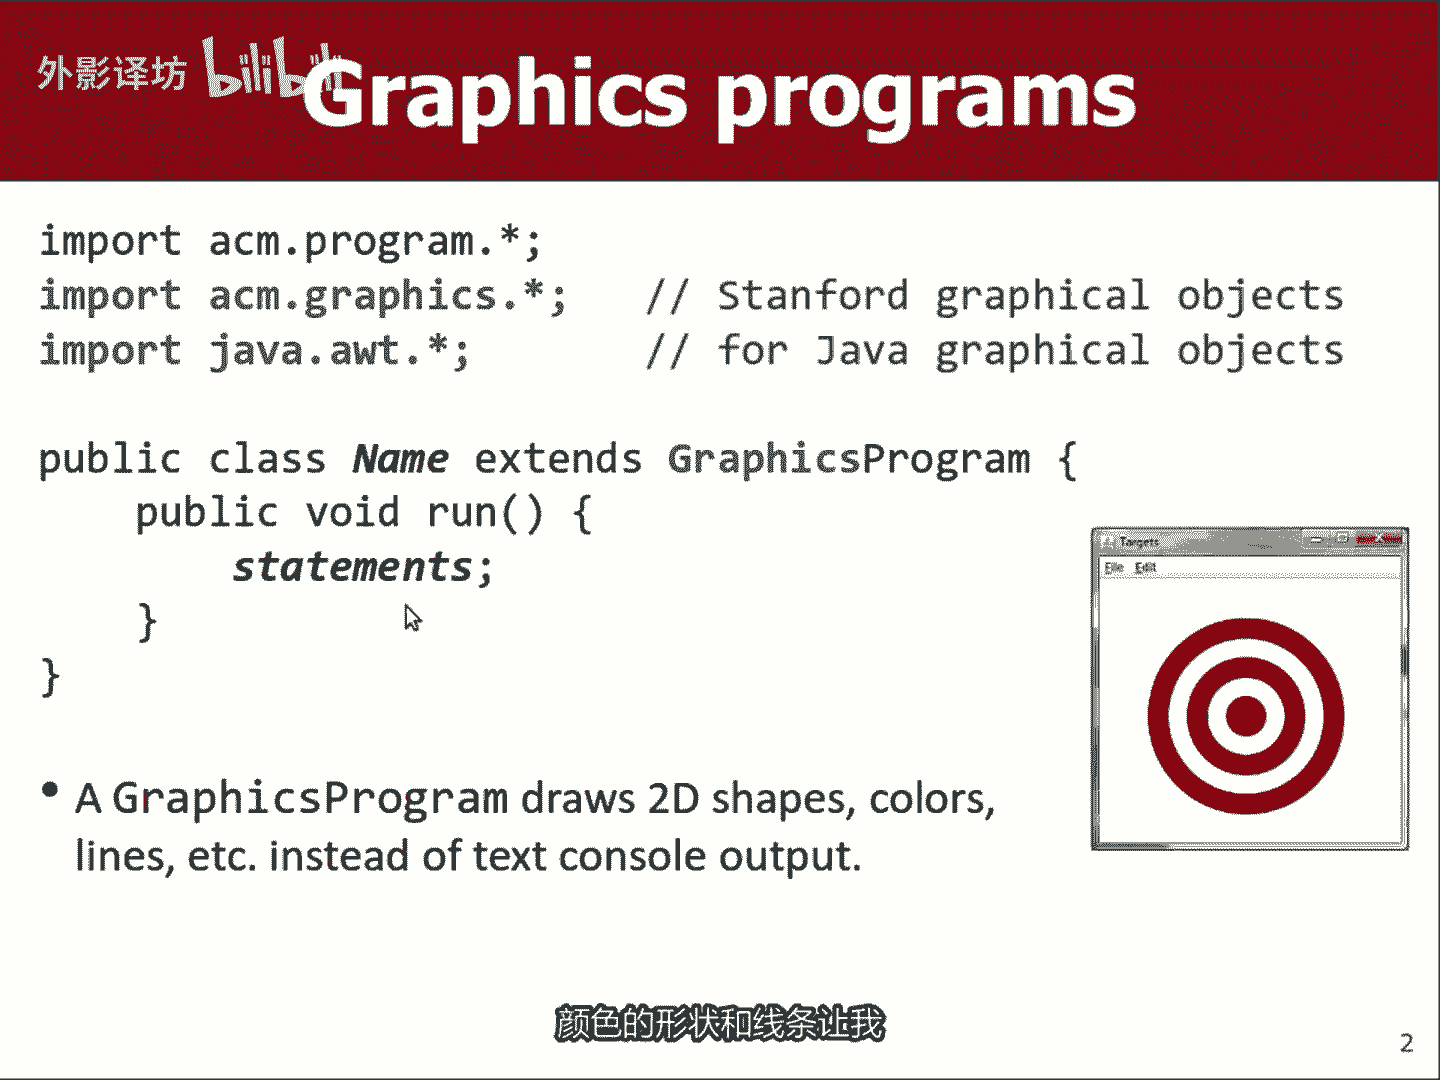 外影译坊 bilibili
Graphics programs
import acm.program.*;
import acm.graphics.*;   // Stanford graphical objects
import java.awt.*;       // for Java graphical objects
public class Name extends GraphicsProgram {
    public void run() {
        statements;
    }
}
Targets
File Edit
• A GraphicsProgram draws 2D shapes, colors,
lines, etc. instead of text console output.
颜色的形状和线条让我
2